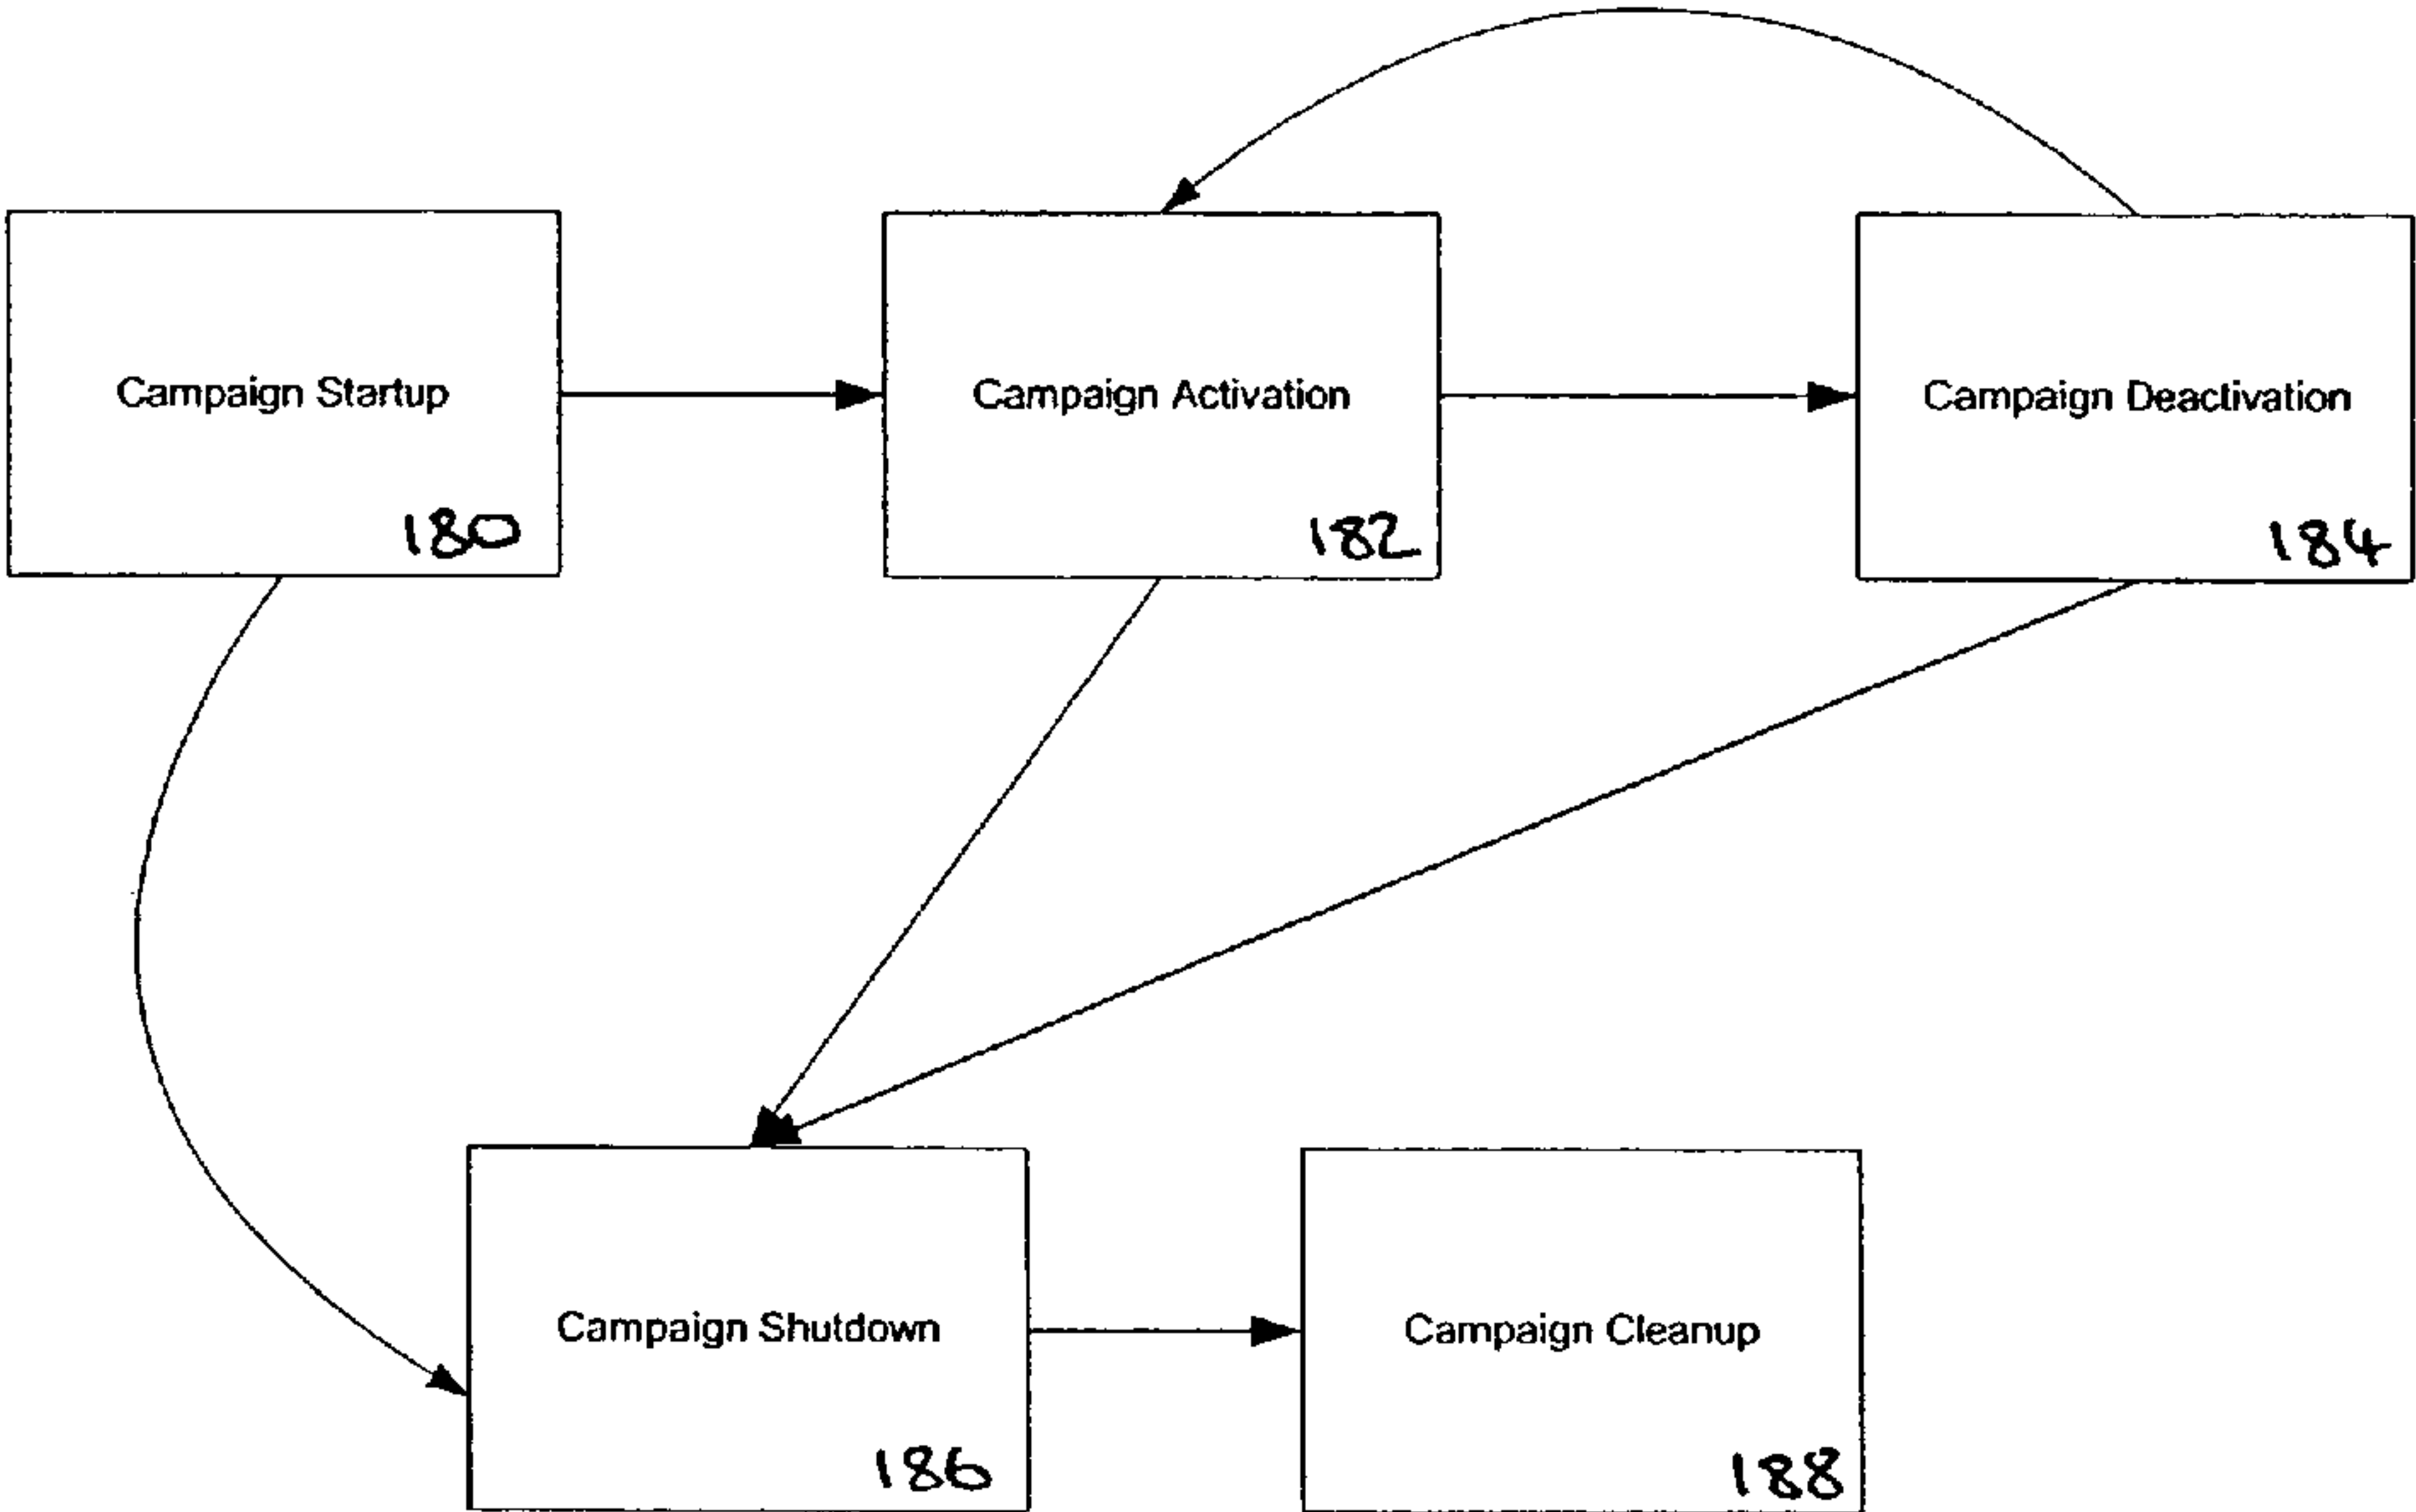 Campaign Startup
180
Campaign Activation
182
Campaign Deactivation
184
Campaign Shutdown
186
Campaign Cleanup
188